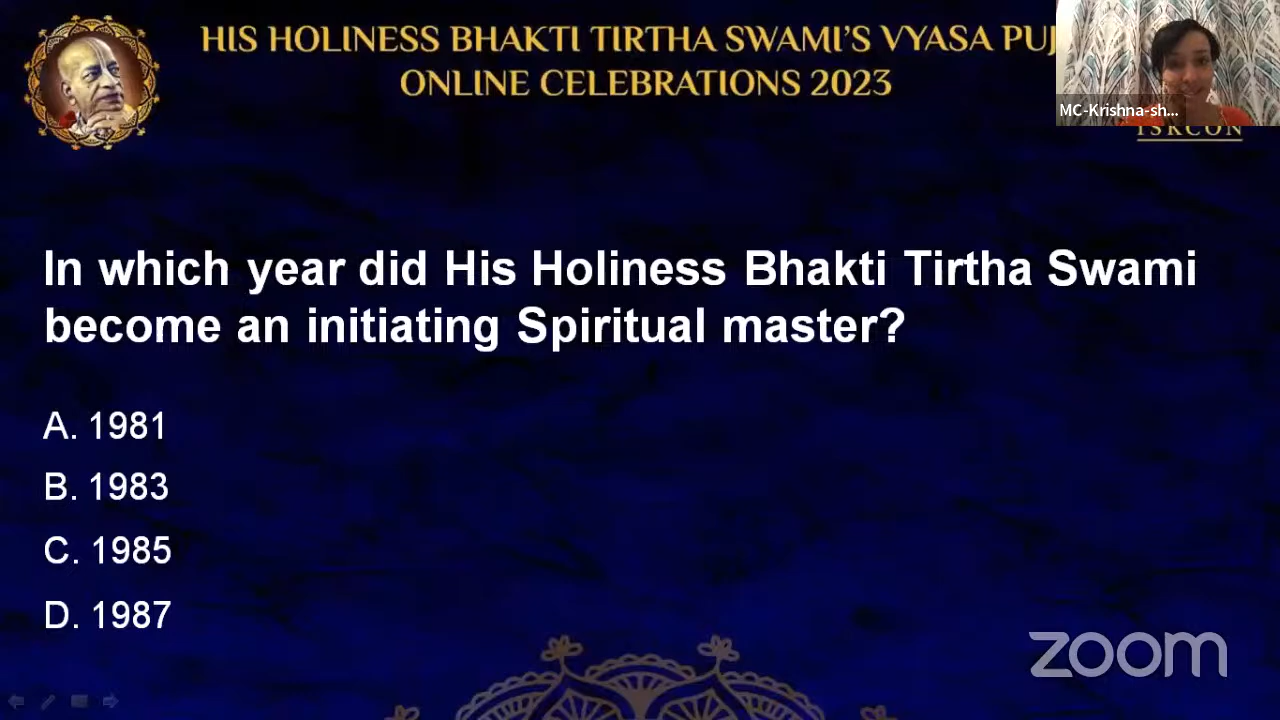 HIS HOLINESS BHAKTI TIRTHA SWAMI'S VYASA PUJ
ONLINE CELEBRATIONS 2023
MC-Krishna-sh...
ISKCON
In which year did His Holiness Bhakti Tirtha Swami
become an initiating Spiritual master?
A. 1981
B. 1983
C. 1985
D. 1987
zoom